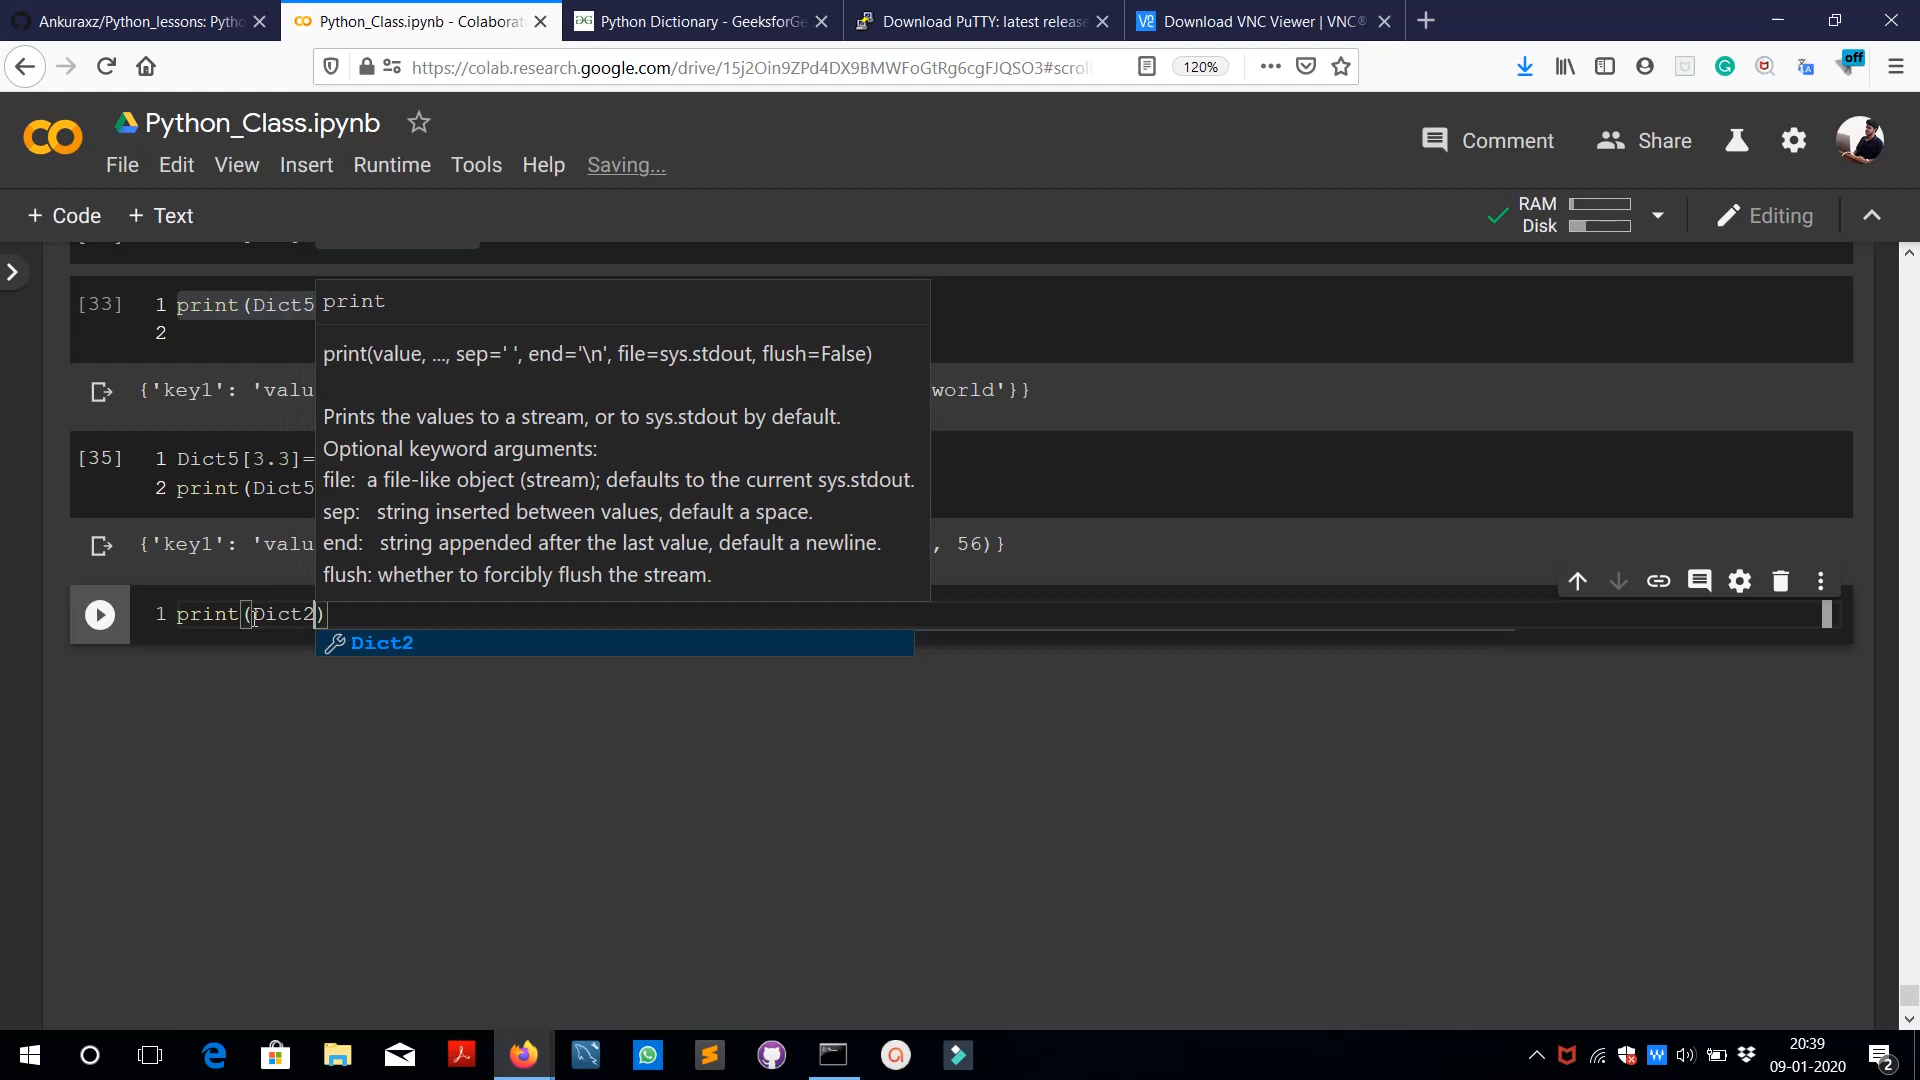 Ankuraxz/Python_lessons: Pytho
Python_Class.ipynb - Colaborat
Python Dictionary - GeeksforGe
Download PuTTY: latest release
Download VNC Viewer | VNC®
https://colab.research.google.com/drive/15j2Oin9ZPd4DX9BMWFoGtRg6cgFJQSO3#scroll
120%
off
Python_Class.ipynb
Comment
Share
File Edit View Insert Runtime Tools Help Saving...
+ Code + Text
RAM
Disk
Editing
[33] 1 print(Dict5
2
print
print(value, ..., sep=' ', end='\n', file=sys.stdout, flush=False)
{'key1': 'valu
world'}}
Prints the values to a stream, or to sys.stdout by default.
Optional keyword arguments:
[35] 1 Dict5[3.3]=
2 print(Dict5
file: a file-like object (stream); defaults to the current sys.stdout.
sep: string inserted between values, default a space.
end: string appended after the last value, default a newline.
{'key1': 'valu
, 56)}
flush: whether to forcibly flush the stream.
1 print(Dict2)
Dict2
20:39
09-01-2020
2